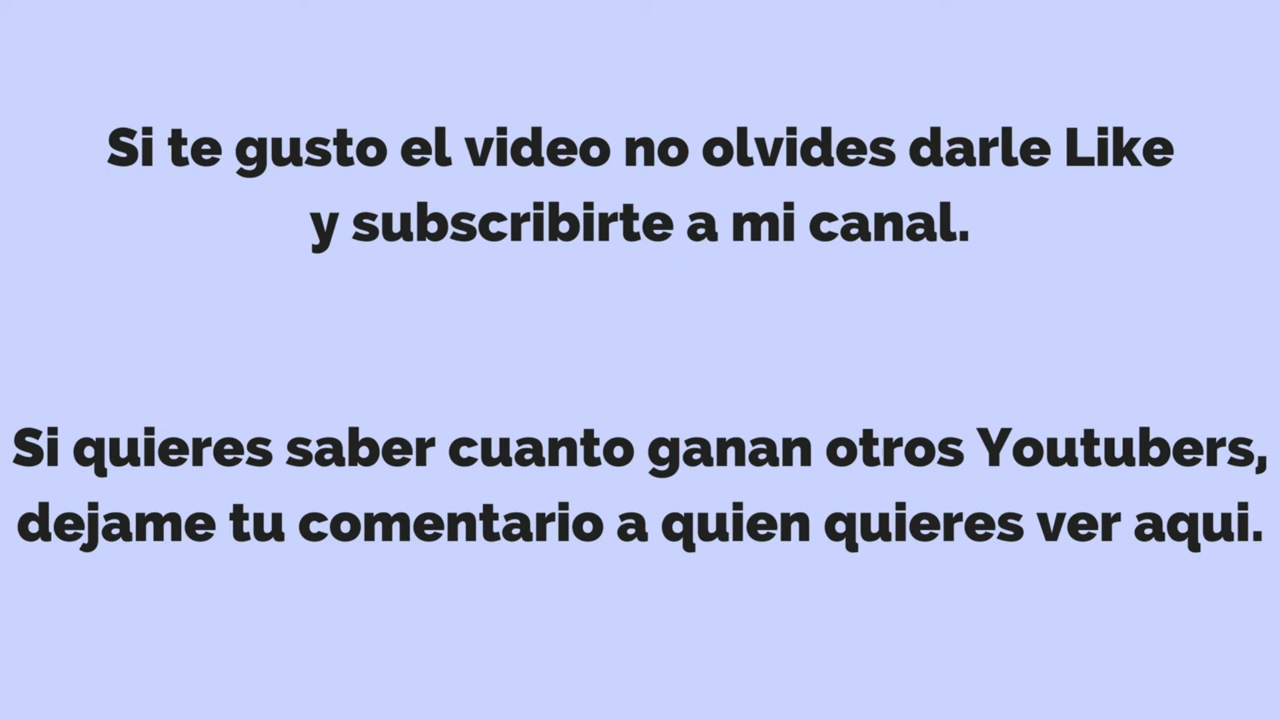 Si te gusto el video no olvides darle Like
y subscribirte a mi canal.
Si quieres saber cuanto ganan otros Youtubers,
dejame tu comentario a quien quieres ver aqui.